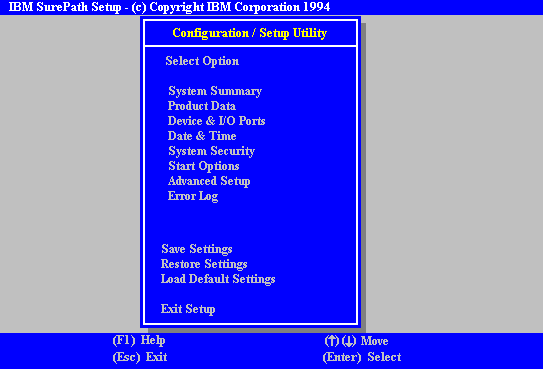 IBM SurePath Setup - (c) Copyright IBM Corporation 1994
Configuration / Setup Utility
Select Option
System Summary
Product Data
Device & I/O Ports
Date & Time
System Security
Start Options
Advanced Setup
Error Log
Save Settings
Restore Settings
Load Default Settings
Exit Setup
(F1) Help (↑)(↓) Move
(Esc) Exit (Enter) Select